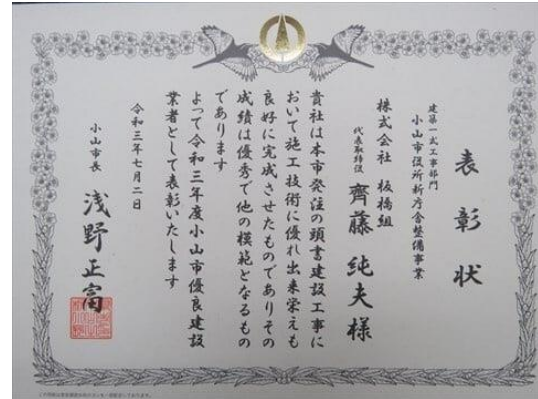 表彰状
建築一式工事部門
小山市役所新庁舎整備事業
株式会社 板橋組
代表取締役 齊藤純夫様
貴社は本市発注の頭書建設工事に
おいて施工技術に優れ出来栄えも
良好に完成させたものでありその
成績は優秀で他の模範となるもの
であります
よって令和三年度小山市優良建設
業者として表彰いたします
令和三年七月二日
小山市長 浅野正富